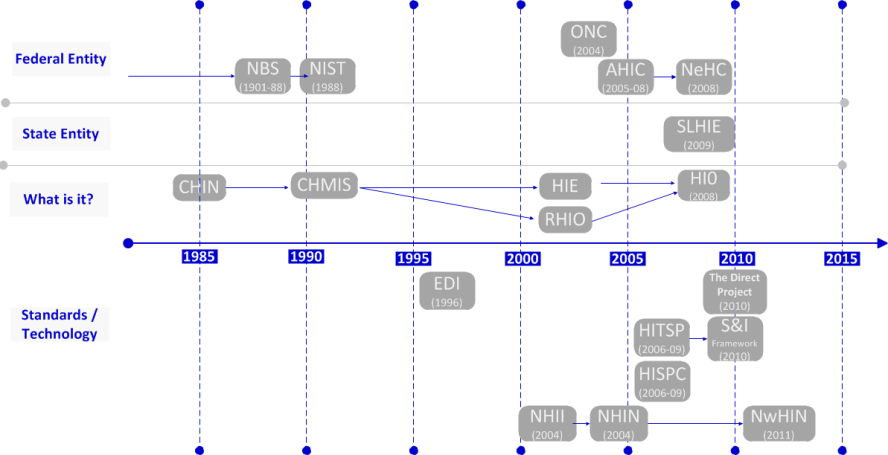 ONC
(2004)
Federal Entity
NBS
(1901-88)
NIST
(1988)
AHIC
(2005-08)
NeHC
(2008)
State Entity
SLHIE
(2009)
What is it?
CHIN
CHMIS
HIE
HI0
(2008)
RHIO
1985
1990
1995
2000
2005
2010
2015
EDI
(1996)
The Direct
Project
(2010)
Standards /
Technology
HITSP
(2006-09)
S&I
Framework
(2010)
HISPC
(2006-09)
NHII
(2004)
NHIN
(2004)
NwHIN
(2011)